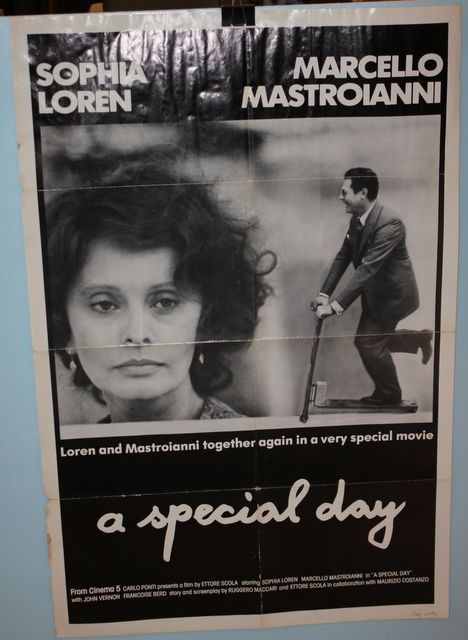 SOPHIA LOREN
MARCELLO MASTROIANNI
Loren and Mastroianni together again in a very special movie
a special day
From Cinema 5 CARLO PONTI presents a film by ETTORE SCOLA starring SOPHIA LOREN MARCELLO MASTROIANNI in "A SPECIAL DAY"
with JOHN VERNON FRANCOISE BERD story and screenplay by RUGGERO MACCARI and ETTORE SCOLA in collaboration with MAURIZIO COSTANZO